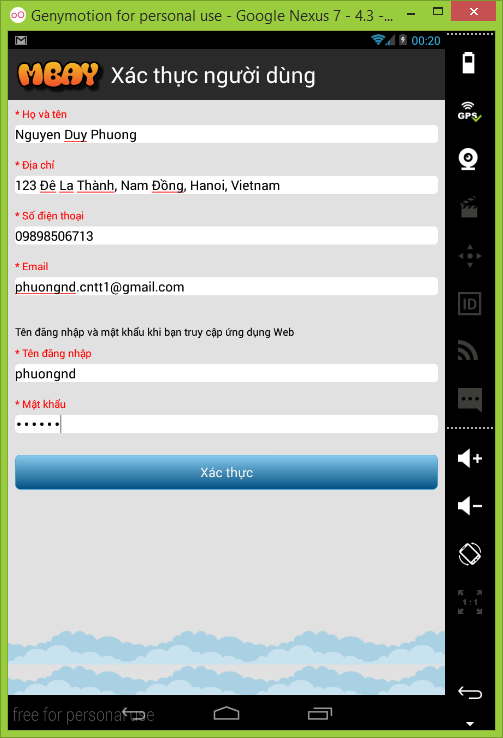 Genymotion for personal use - Google Nexus 7 - 4.3 -...
00:20
MBAY Xác thực người dùng
GPS
* Họ và tên
Nguyen Duy Phuong
* Địa chỉ
123 Đê La Thành, Nam Đồng, Hanoi, Vietnam
* Số điện thoại
09898506713
* Email
phuongnd.cntt1@gmail.com
ID
Tên đăng nhập và mật khẩu khi bạn truy cập ứng dụng Web
* Tên đăng nhập
phuongnd
* Mật khẩu
••••••
Xác thực
1:1
free for personal use